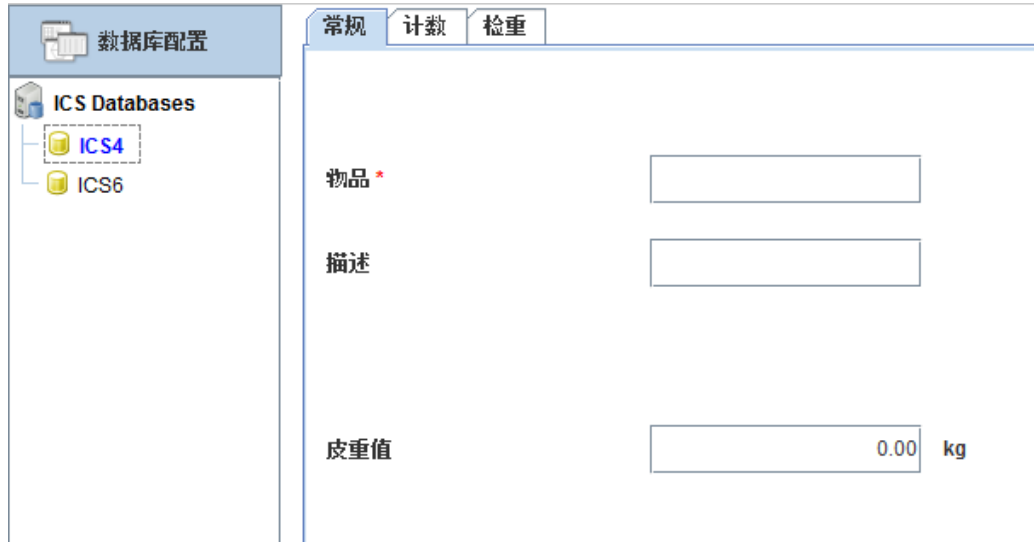 数据库配置
ICS Databases
ICS4
ICS6
常规 计数 检重
物品 *
描述
皮重值 0.00 kg